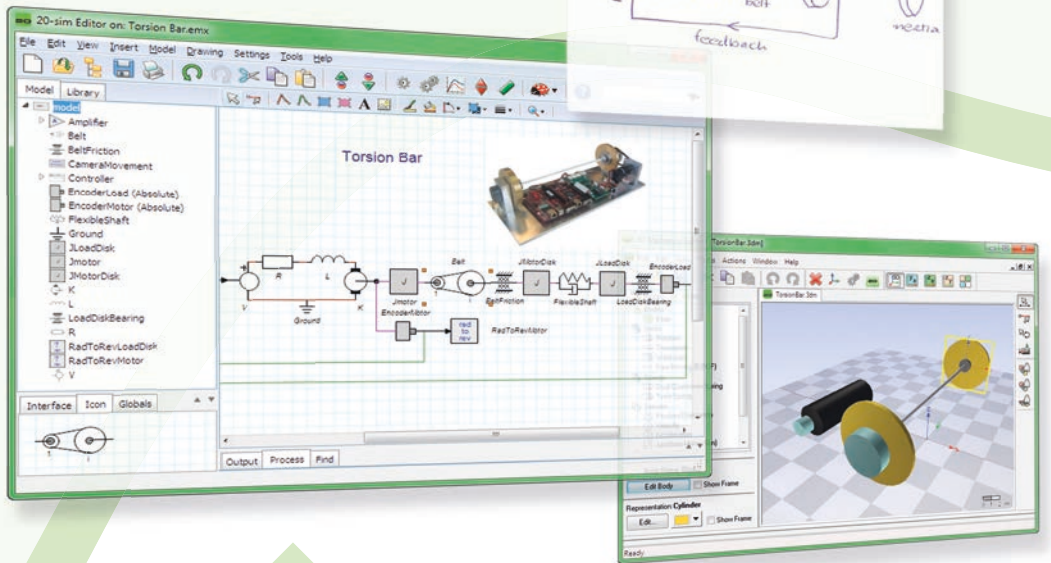 belt
feedback
20-sim Editor on: Torsion Bar.emx
File Edit View Insert Model Drawing Settings Tools Help
Model Library
model
Amplifier
Belt
BeltFriction
CameraMovement
Controller
EncoderLoad (Absolute)
EncoderMotor (Absolute)
FlexibleShaft
Ground
JLoadDisk
Jmotor
JMotorDisk
K
L
LoadDiskBearing
R
RadToRevLoadDisk
RadToRevMotor
V
Interface Icon Globals
1 i
Torsion Bar
R L Belt JMotorDisk JLoadDisk EncoderLoad
V Ground K Jmotor BeltFriction FlexibleShaft LoadDiskBearing
EncoderMotor
rad to rev
RadToRevMotor
Output Process Find
TorsionBar.3dm]
Actions Window Help
TorsionBar.3dm
Edit Body Show Frame
Representation: Cylinder
Edit... Show Frame
Ready